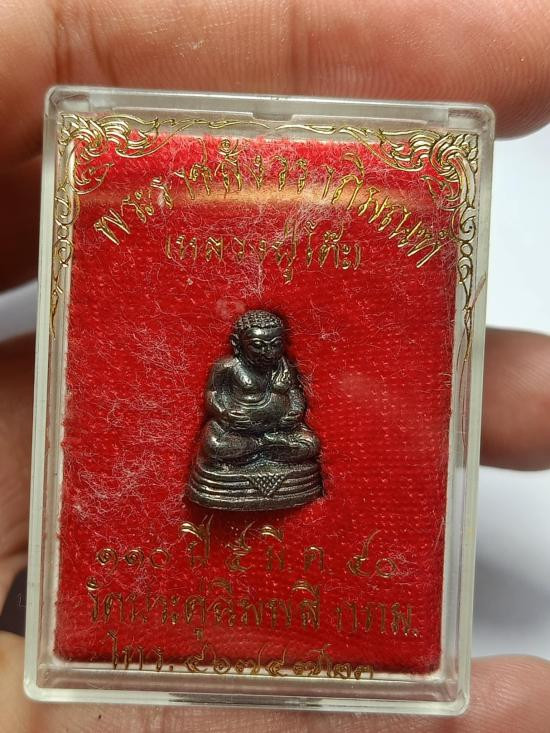 พระราชสังวราภิมณฑ์
(หลวงปู่โต๊ะ)
๑๑๐ ปี ๕ มี.ค. ๔๐
วัดประดู่ฉิมพลี กทม.
โทร.